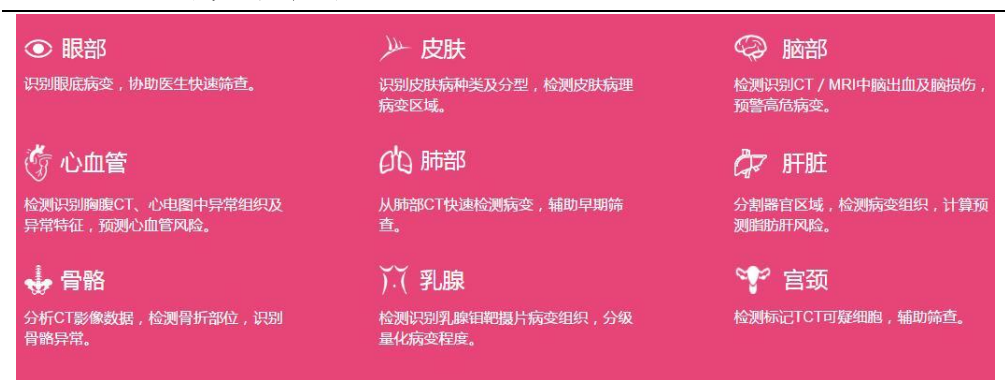 眼部
识别眼底病变，协助医生快速筛查。
皮肤
识别皮肤病种类及分型，检测皮肤病理
病变区域。
脑部
检测识别CT / MRI中脑出血及脑损伤，
预警高危病变。
心血管
检测识别胸腹CT、心电图中异常组织及
异常特征，预测心血管风险。
肺部
从肺部CT快速检测病变，辅助早期筛
查。
肝脏
分割器官区域，检测病变组织，计算预
测脂肪肝风险。
骨骼
分析CT影像数据，检测骨折部位，识别
骨骼异常。
乳腺
检测识别乳腺钼靶摄片病变组织，分级
量化病变程度。
宫颈
检测标记TCT可疑细胞，辅助筛查。